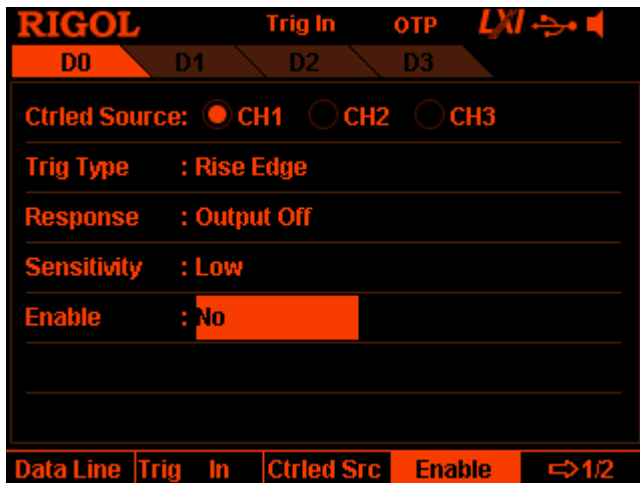 RIGOL Trig In OTP LXI
D0 D1 D2 D3
Ctrled Source: CH1 CH2 CH3
Trig Type : Rise Edge
Response : Output Off
Sensitivity : Low
Enable : No
Data Line Trig In Ctrled Src Enable ⇨1/2